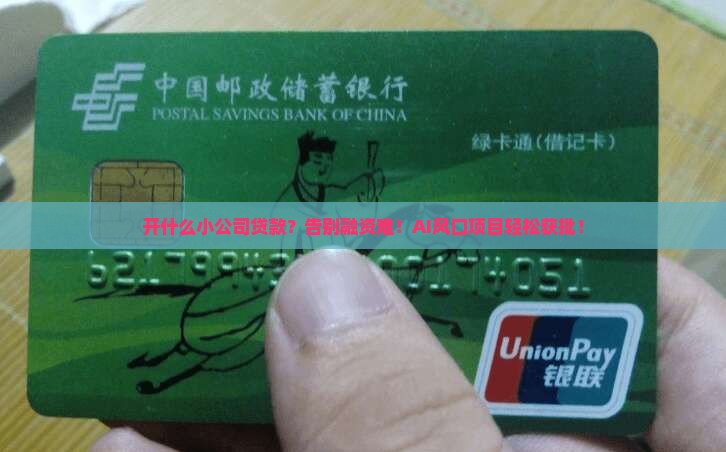 中国邮政储蓄银行
POSTAL SAVINGS BANK OF CHINA
绿卡通(借记卡)
开什么小公司贷款？告别融资难！AI风口项目轻松获批！
UnionPay
银联